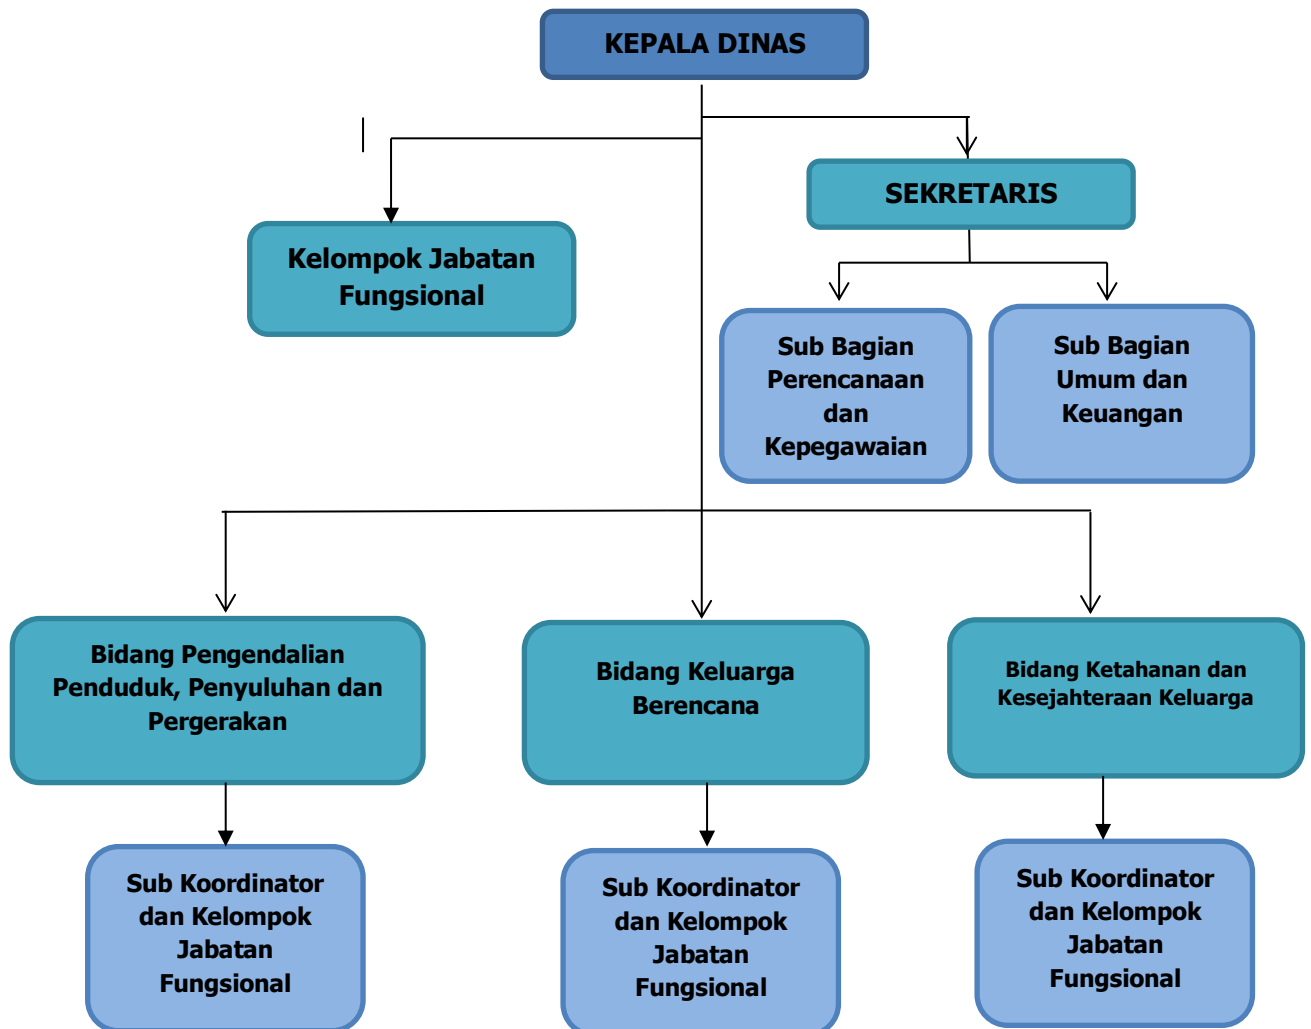 KEPALA DINAS
SEKRETARIS
Kelompok Jabatan
Fungsional
Sub Bagian
Perencanaan
dan
Kepegawaian
Sub Bagian
Umum dan
Keuangan
Bidang Pengendalian
Penduduk, Penyuluhan dan
Pergerakan
Bidang Keluarga
Berencana
Bidang Ketahanan dan
Kesejahteraan Keluarga
Sub Koordinator
dan Kelompok
Jabatan
Fungsional
Sub Koordinator
dan Kelompok
Jabatan
Fungsional
Sub Koordinator
dan Kelompok
Jabatan
Fungsional